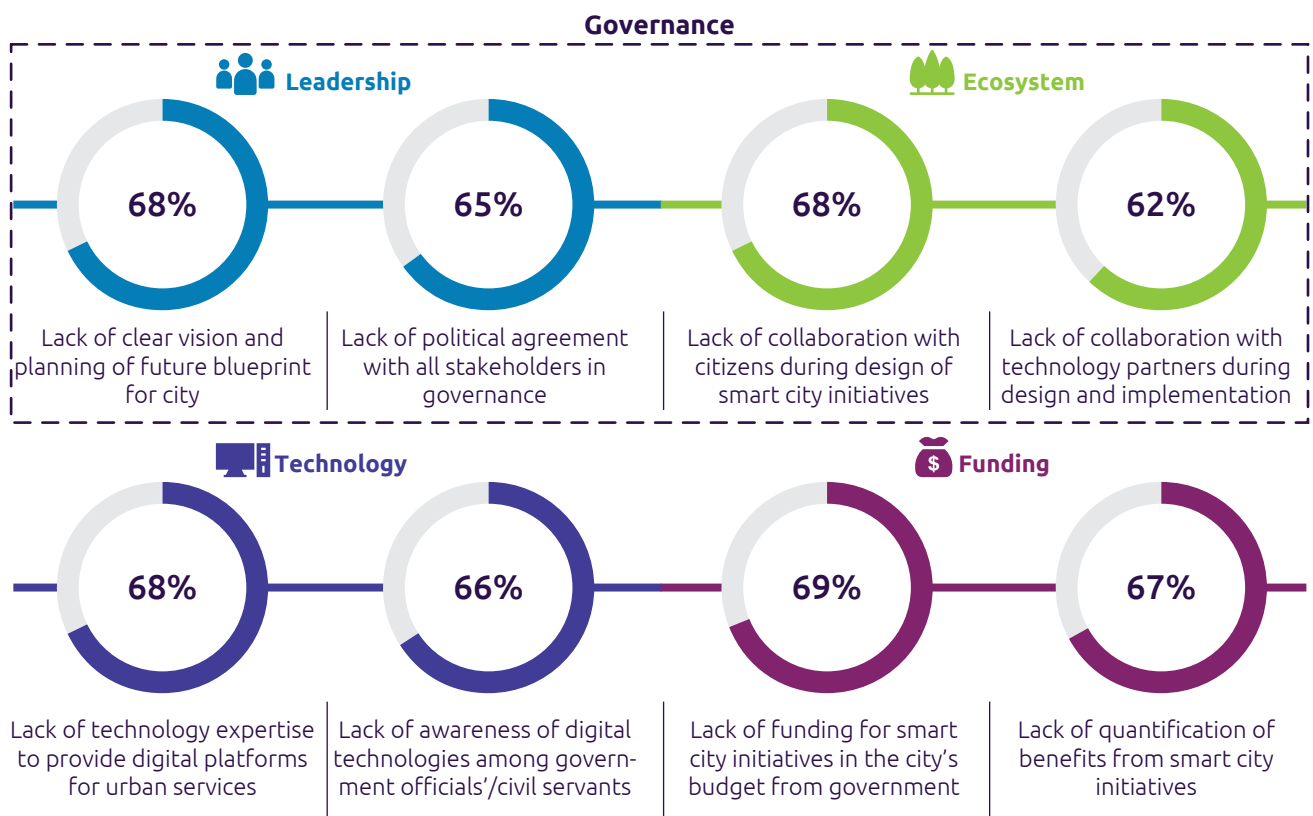 Governance
Leadership
68%
65%
Lack of clear vision and
planning of future blueprint
for city
Lack of political agreement
with all stakeholders in
governance
Ecosystem
68%
62%
Lack of collaboration with
citizens during design of
smart city initiatives
Lack of collaboration with
technology partners during
design and implementation
Technology
68%
66%
Lack of technology expertise
to provide digital platforms
for urban services
Lack of awareness of digital
technologies among govern-
ment officials’/civil servants
$
Funding
69%
67%
Lack of funding for smart
city initiatives in the city’s
budget from government
Lack of quantification of
benefits from smart city
initiatives